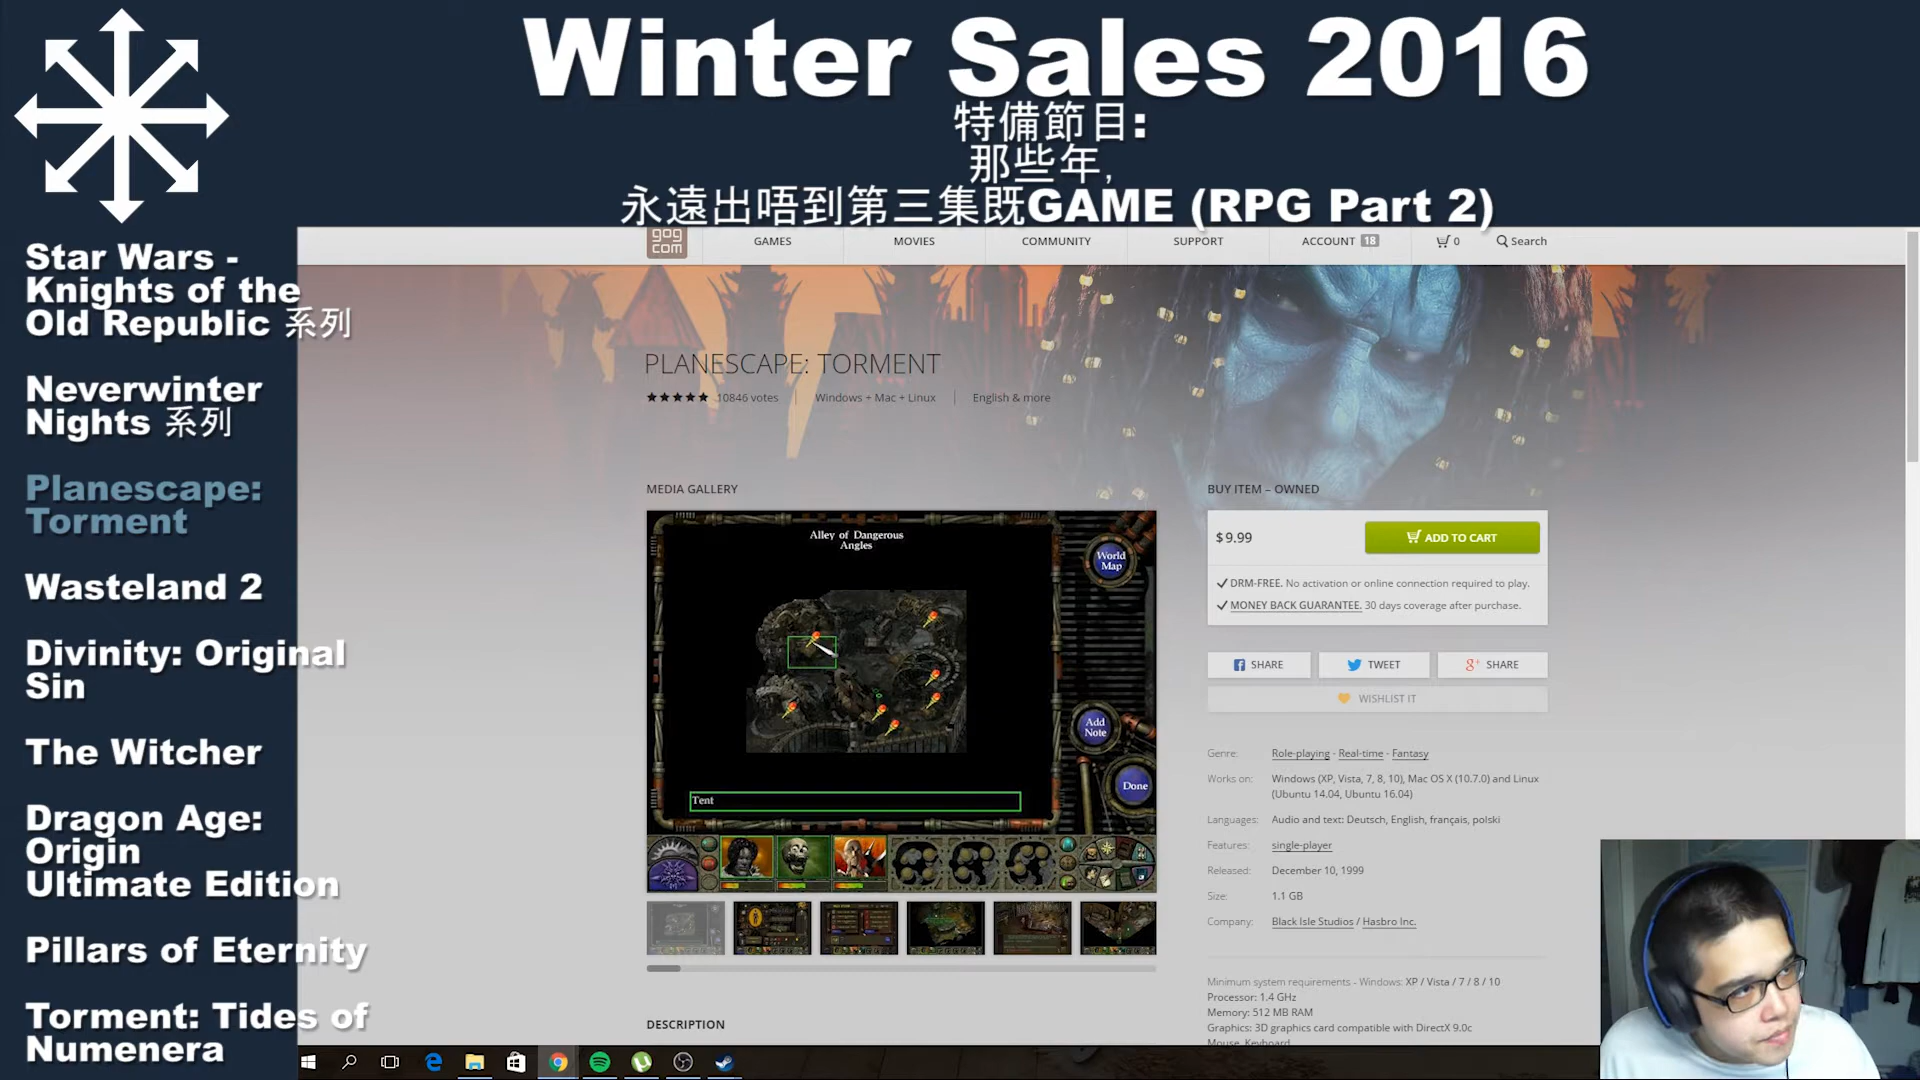 Winter Sales 2016
特備節目:
那些年,
永遠出唔到第三集既GAME (RPG Part 2)
Star Wars -
Knights of the
Old Republic 系列
Neverwinter
Nights 系列
Planescape:
Torment
Wasteland 2
Divinity: Original
Sin
The Witcher
Dragon Age:
Origin
Ultimate Edition
Pillars of Eternity
Torment: Tides of
Numenera
gog
com
GAMES
MOVIES
COMMUNITY
SUPPORT
ACCOUNT 18
0
Search
PLANESCAPE: TORMENT
10846 votes
Windows + Mac + Linux
English & more
MEDIA GALLERY
Alley of Dangerous
Angles
World
Map
Add
Note
Done
Tent
DESCRIPTION
BUY ITEM – OWNED
$ 9.99
ADD TO CART
DRM-FREE. No activation or online connection required to play.
MONEY BACK GUARANTEE. 30 days coverage after purchase.
SHARE
TWEET
SHARE
WISHLIST IT
Genre: Role-playing - Real-time - Fantasy
Works on: Windows (XP, Vista, 7, 8, 10), Mac OS X (10.7.0) and Linux
(Ubuntu 14.04, Ubuntu 16.04)
Languages: Audio and text: Deutsch, English, français, polski
Features: single-player
Released: December 10, 1999
Size: 1.1 GB
Company: Black Isle Studios / Hasbro Inc.
Minimum system requirements - Windows: XP / Vista / 7 / 8 / 10
Processor: 1.4 GHz
Memory: 512 MB RAM
Graphics: 3D graphics card compatible with DirectX 9.0c
Mouse, Keyboard